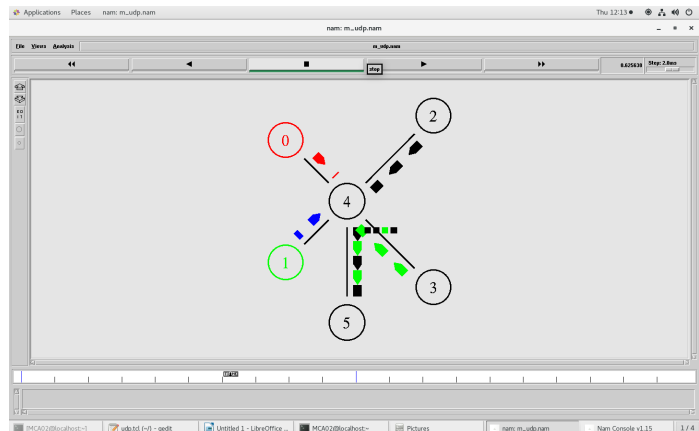 Applications Places nam: m_udp.nam Thu 12:13
nam: m_udp.nam
File Views Analysis m_udp.nam
stop
0.625630 Step: 2.0ms
0
2
4
1
3
5
[MCA02@localhost:~] udp.tcl (~/) - gedit Untitled 1 - LibreOffice ... MCA02@localhost:~ Pictures nam: m_udp.nam Nam Console v1.15 1 / 4